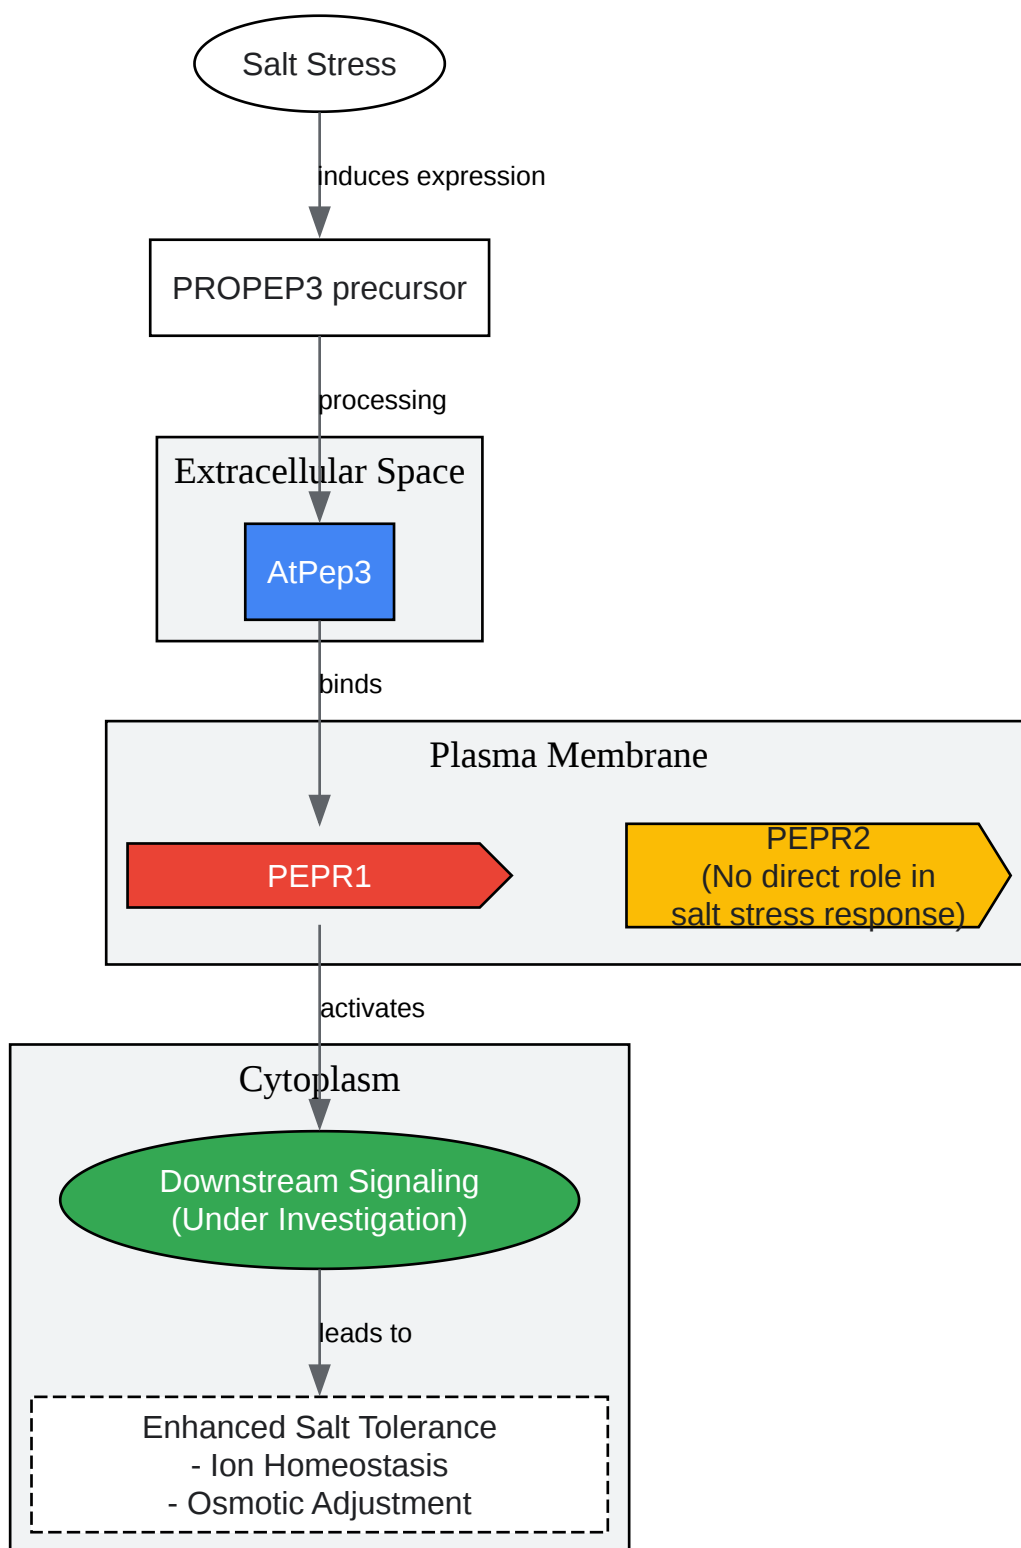 Salt Stress
induces expression
PROPEP3 precursor
processing
Extracellular Space
AtPep3
binds
Plasma Membrane
PEPR1
PEPR2
(No direct role in
salt stress response)
activates
Cytoplasm
Downstream Signaling
(Under Investigation)
leads to
Enhanced Salt Tolerance
- Ion Homeostasis
- Osmotic Adjustment